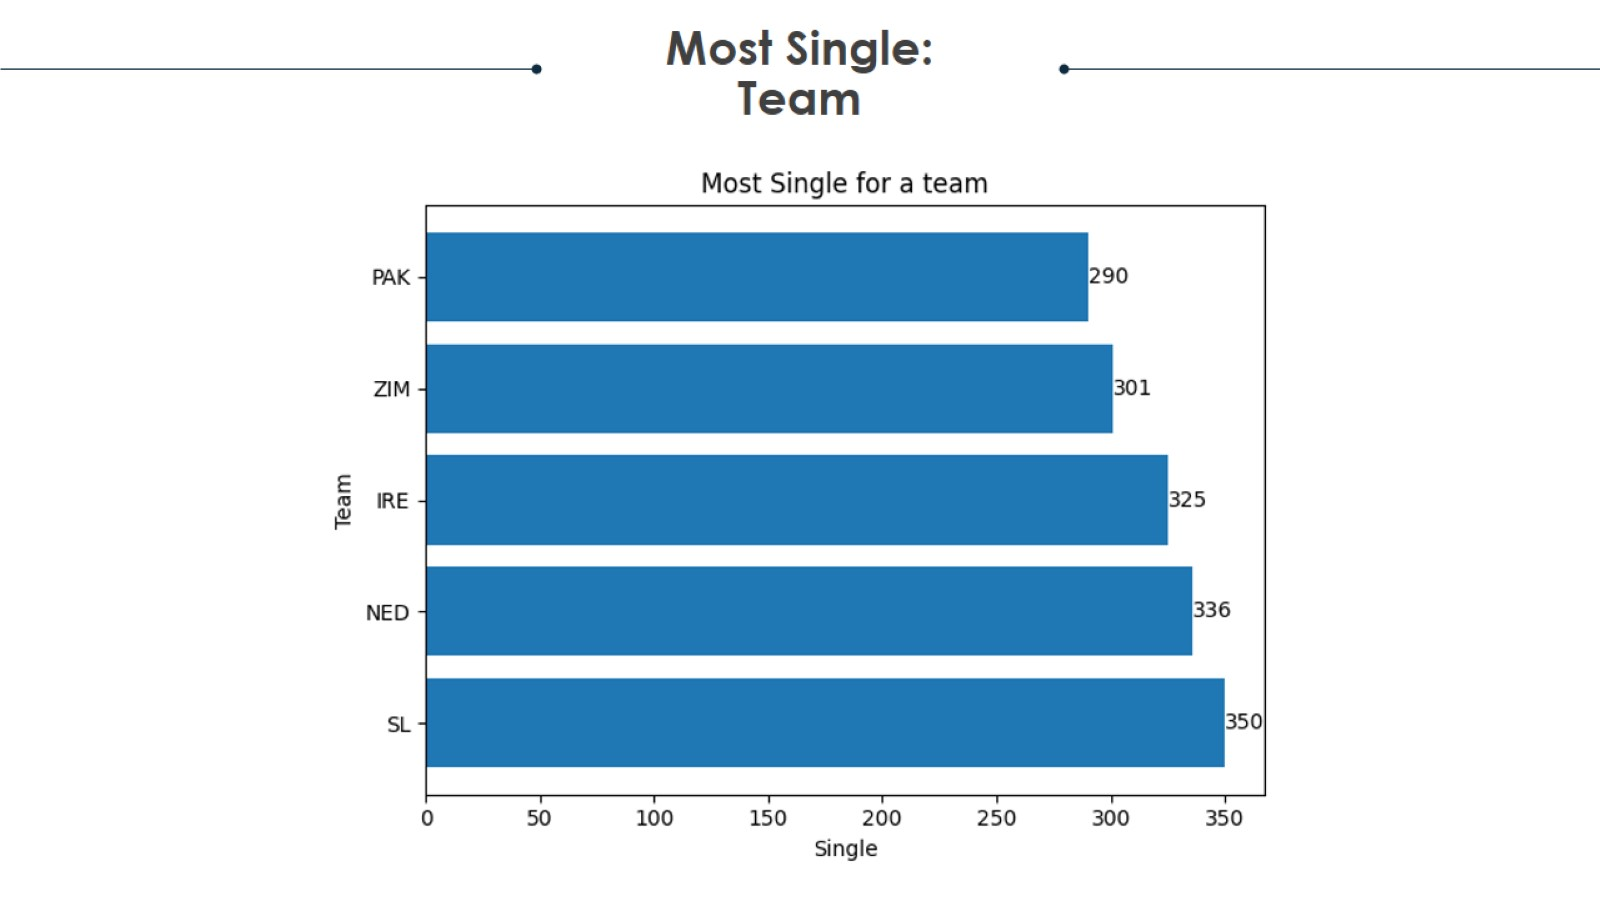 Most Single:
Team
Most Single for a team
PAK
290
ZIM
301
Team
IRE
325
NED
336
SL
350
0 50 100 150 200 250 300 350
Single